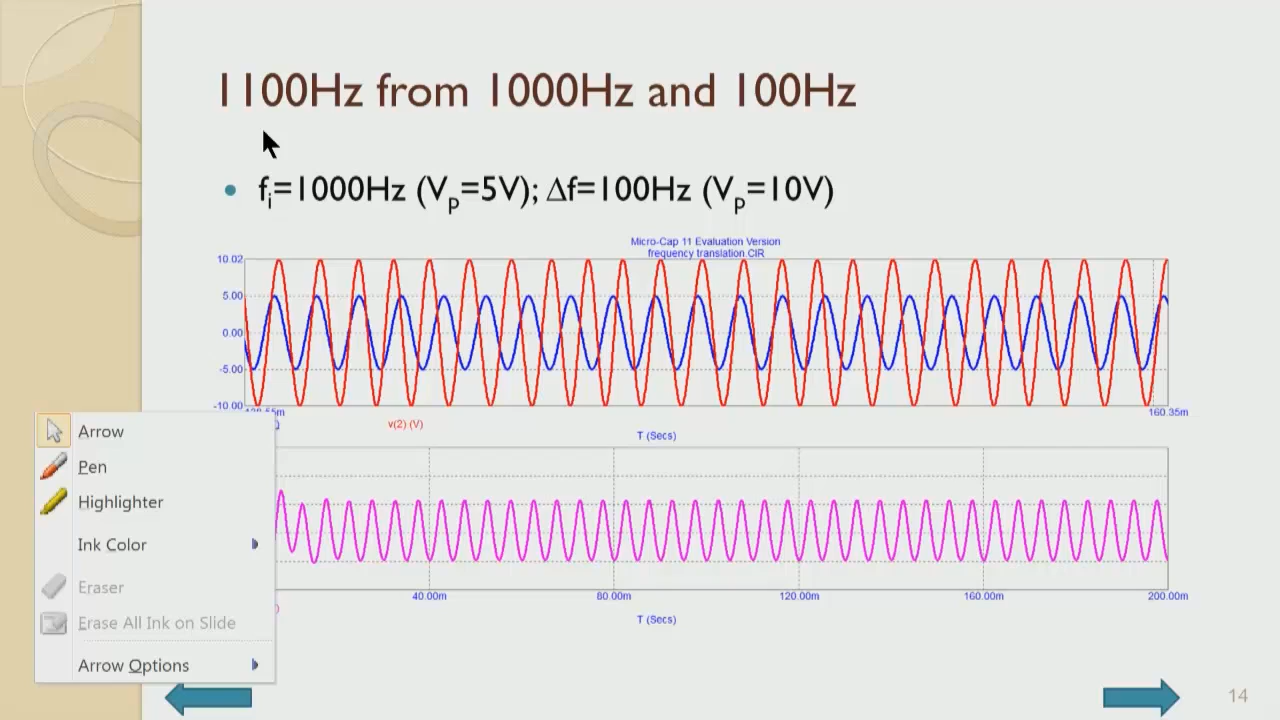 1100Hz from 1000Hz and 100Hz
• fi=1000Hz (Vp=5V); Δf=100Hz (Vp=10V)
Micro-Cap 11 Evaluation Version
frequency translation.CIR
10.02
5.00
0.00
-5.00
-10.00
160.35m
v(2) (V)
T (Secs)
40.00m 80.00m 120.00m 160.00m 200.00m
T (Secs)
Arrow
Pen
Highlighter
Ink Color
Eraser
Erase All Ink on Slide
Arrow Options
14